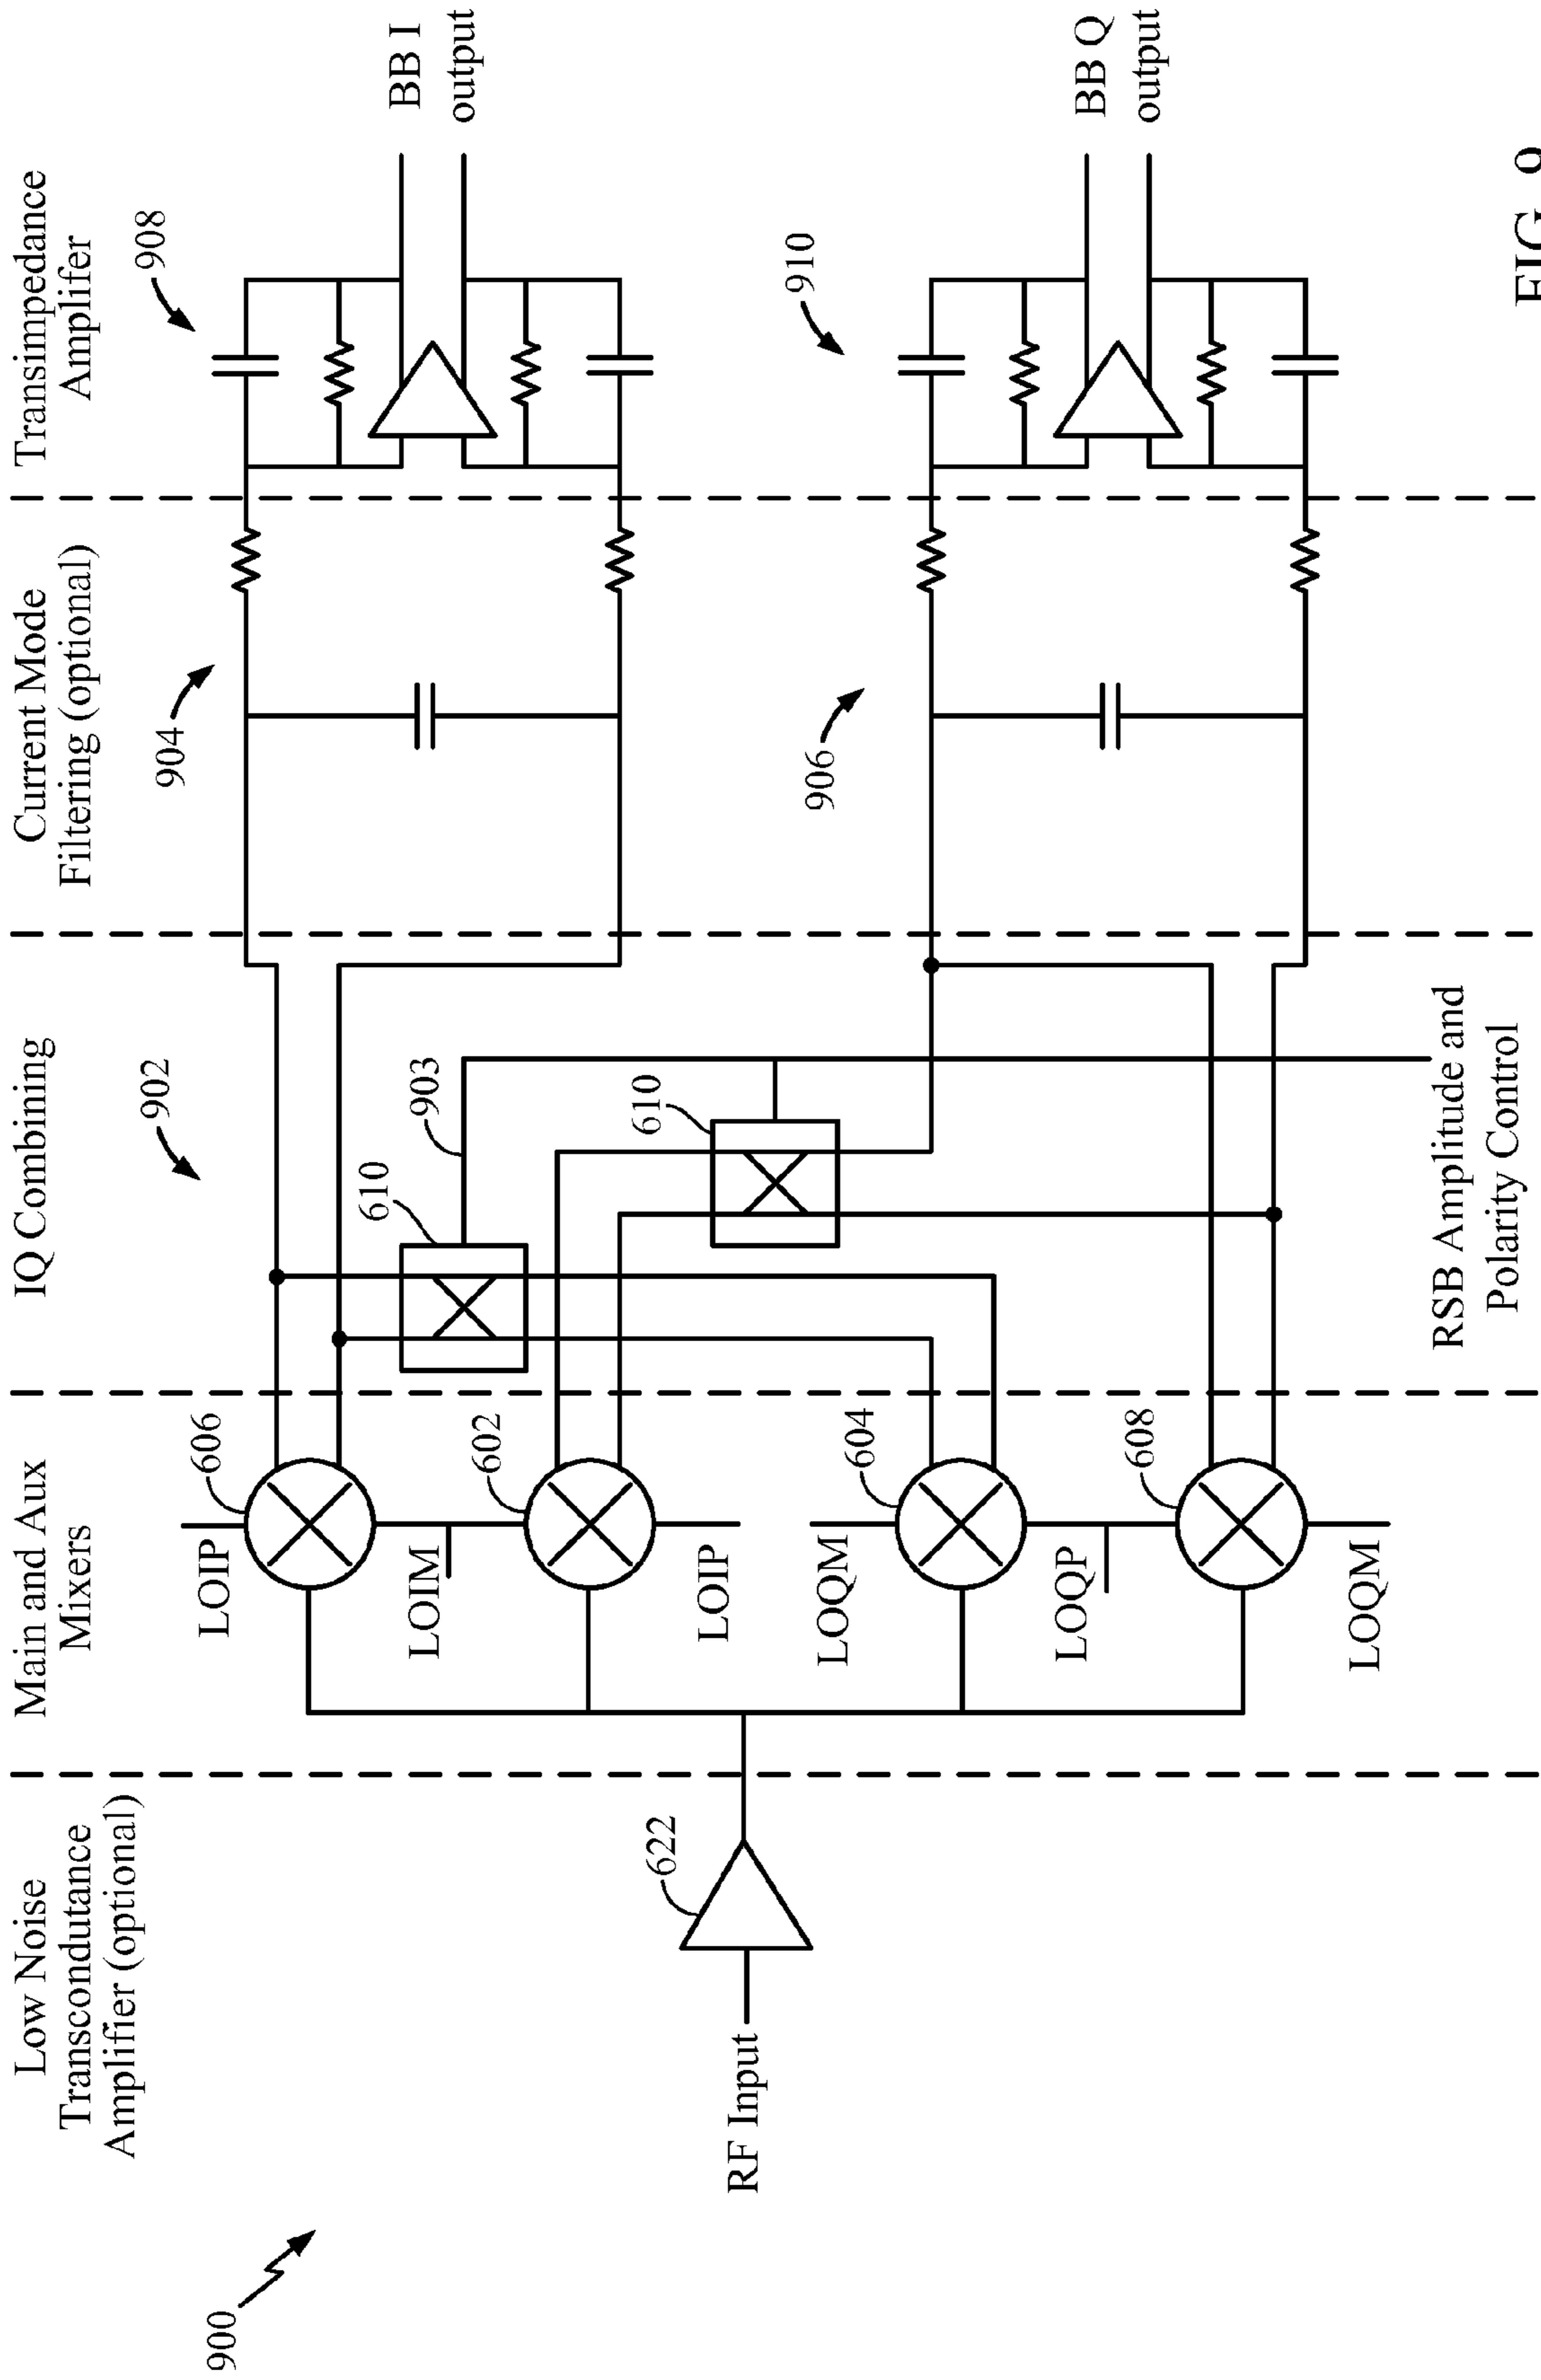 Low Noise
Transcondutance
Amplifier (optional)
Main and Aux
Mixers
IQ Combining
Current Mode
Filtering (optional)
Transimpedance
Amplifer
900
RF Input
622
LOIP
606
LOIM
602
LOIP
LOQM
604
LOQP
608
LOQM
902
610
903
610
RSB Amplitude and
Polarity Control
904
906
908
910
BB I
output
BB Q
output